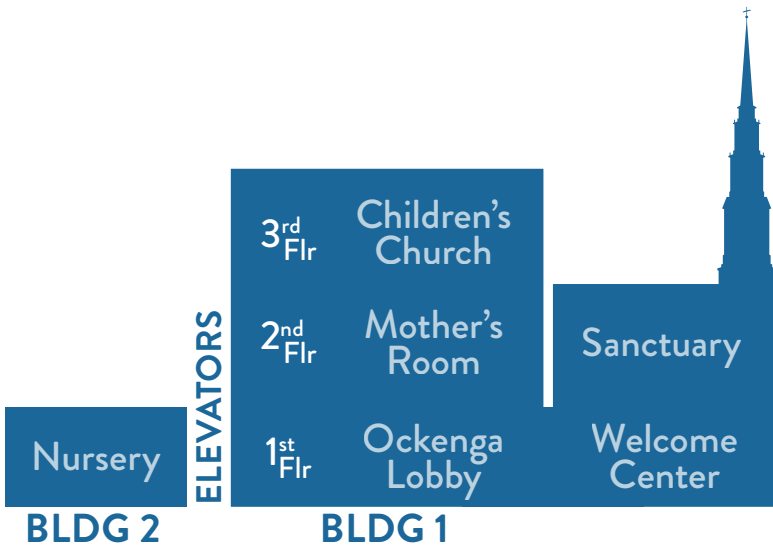 3rd Flr
Children's
Church
2nd Flr
Mother's
Room
Sanctuary
ELEVATORS
Nursery
1st Flr
Ockenga
Lobby
Welcome
Center
BLDG 2
BLDG 1